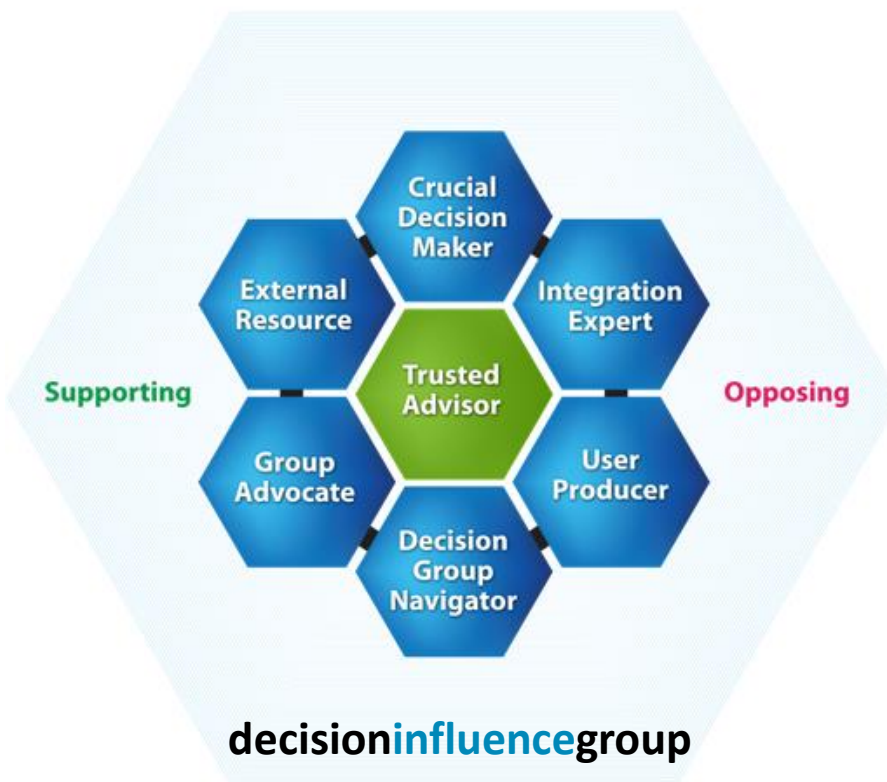 Crucial
Decision
Maker
External
Resource
Integration
Expert
Supporting
Trusted
Advisor
Opposing
Group
Advocate
User
Producer
Decision
Group
Navigator
decisioninfluencegroup